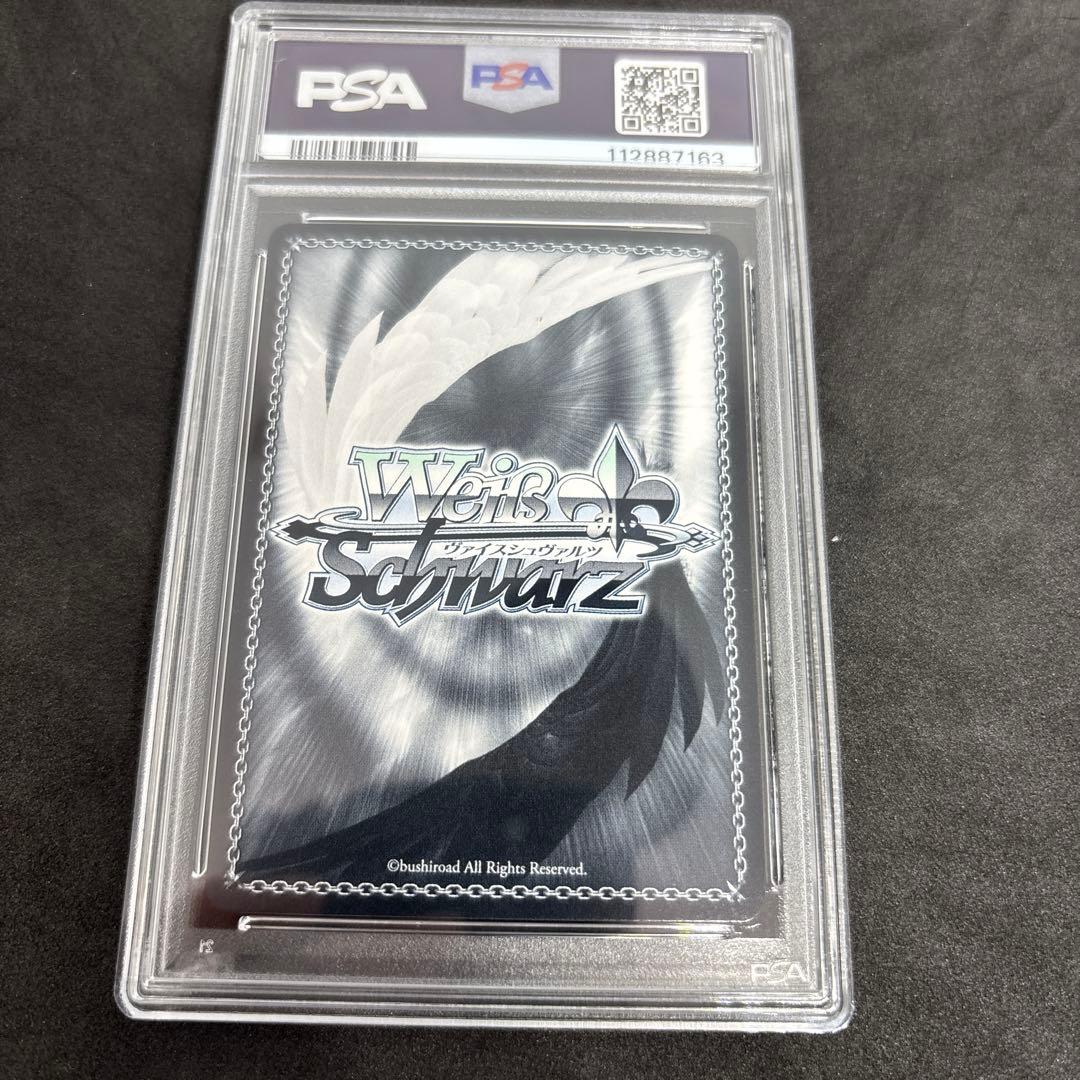 PSA
PSA
112887163
Weiß
ヴァイスシュヴァルツ
Schwarz
©bushiroad All Rights Reserved.
PSA